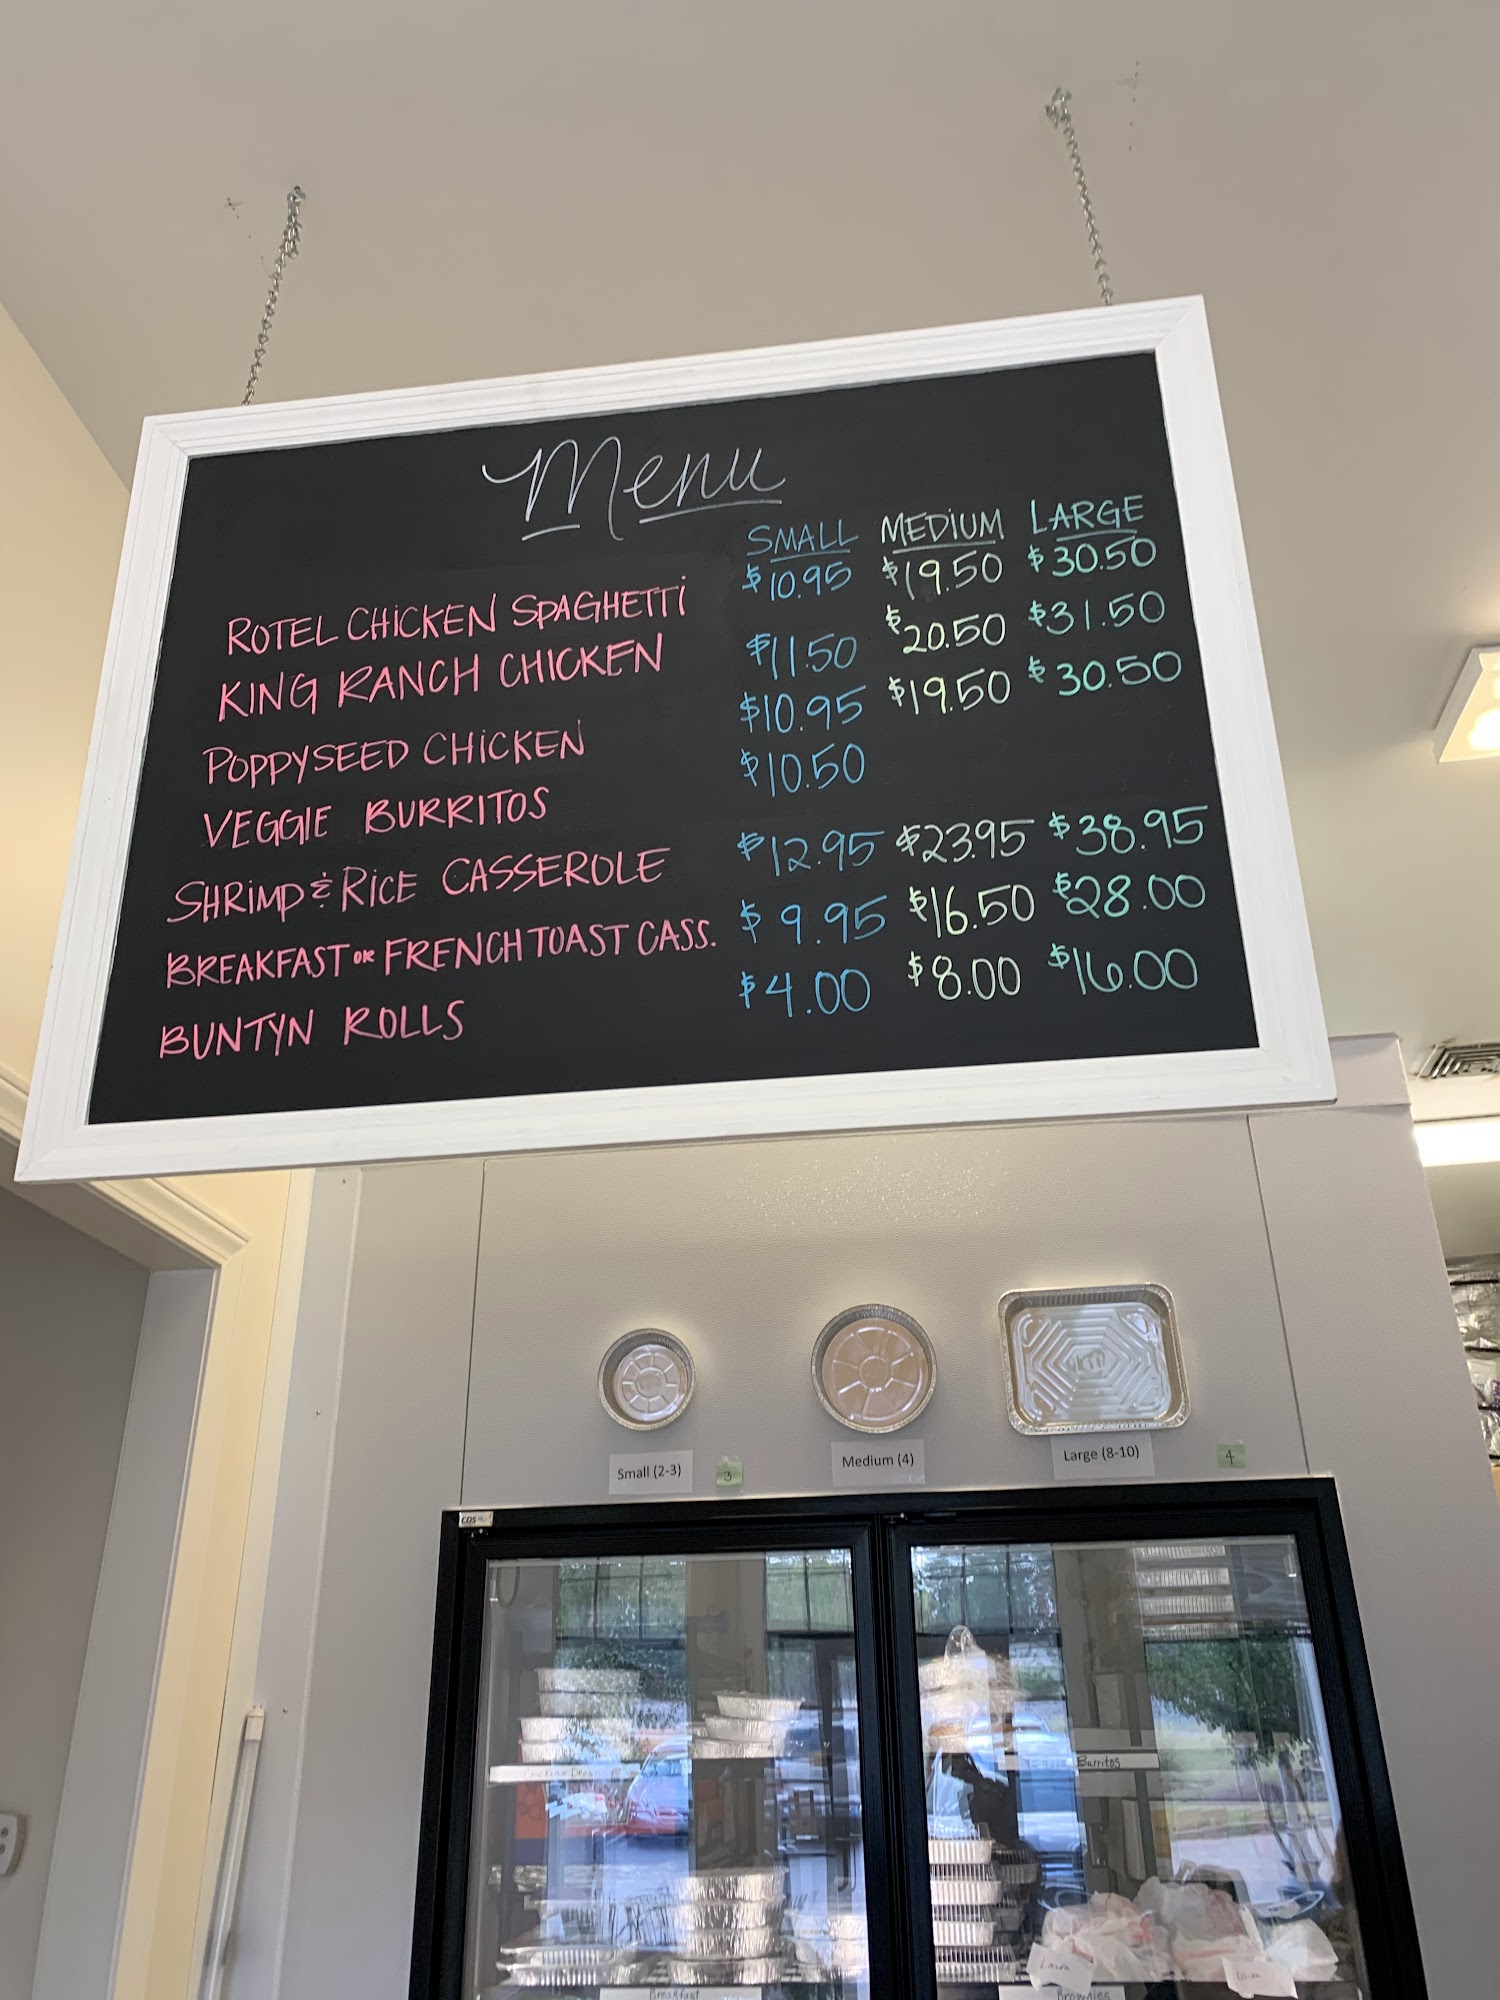 Menu
SMALL MEDIUM LARGE
ROTEL CHICKEN SPAGHETTI $10.95 $19.50 $30.50
KING RANCH CHICKEN $11.50 $20.50 $31.50
POPPYSEED CHICKEN $10.95 $19.50 $30.50
VEGGIE BURRITOS $10.50
SHRIMP & RICE CASSEROLE $12.95 $23.95 $38.95
BREAKFAST OR FRENCH TOAST CASS. $9.95 $16.50 $28.00
BUNTYN ROLLS $4.00 $8.00 $16.00
Small (2-3) 3 Medium (4) Large (8-10) 4
Burritos
Laura
Laura
Breakfast
Brownies